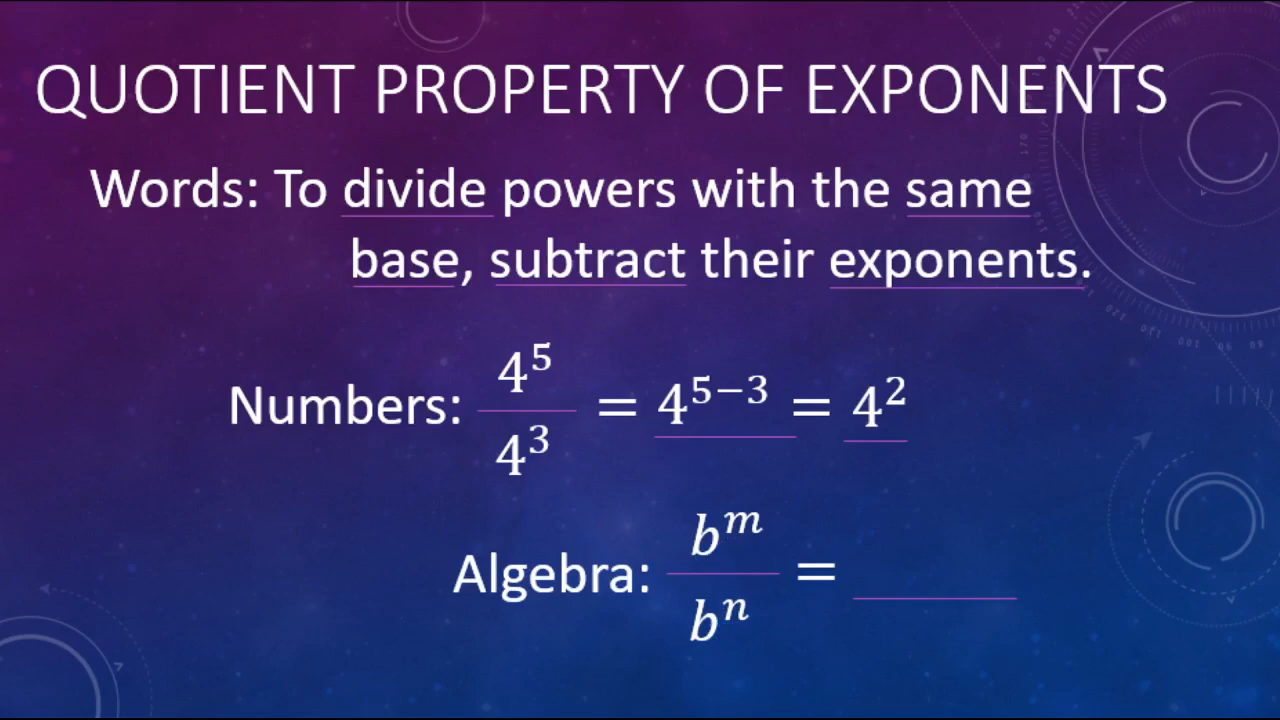 QUOTIENT PROPERTY OF EXPONENTS
Words: To divide powers with the same
base, subtract their exponents.
Numbers: 4^5/4^3 = 4^{5−3} = 4^2
Algebra: b^m/b^n = ______